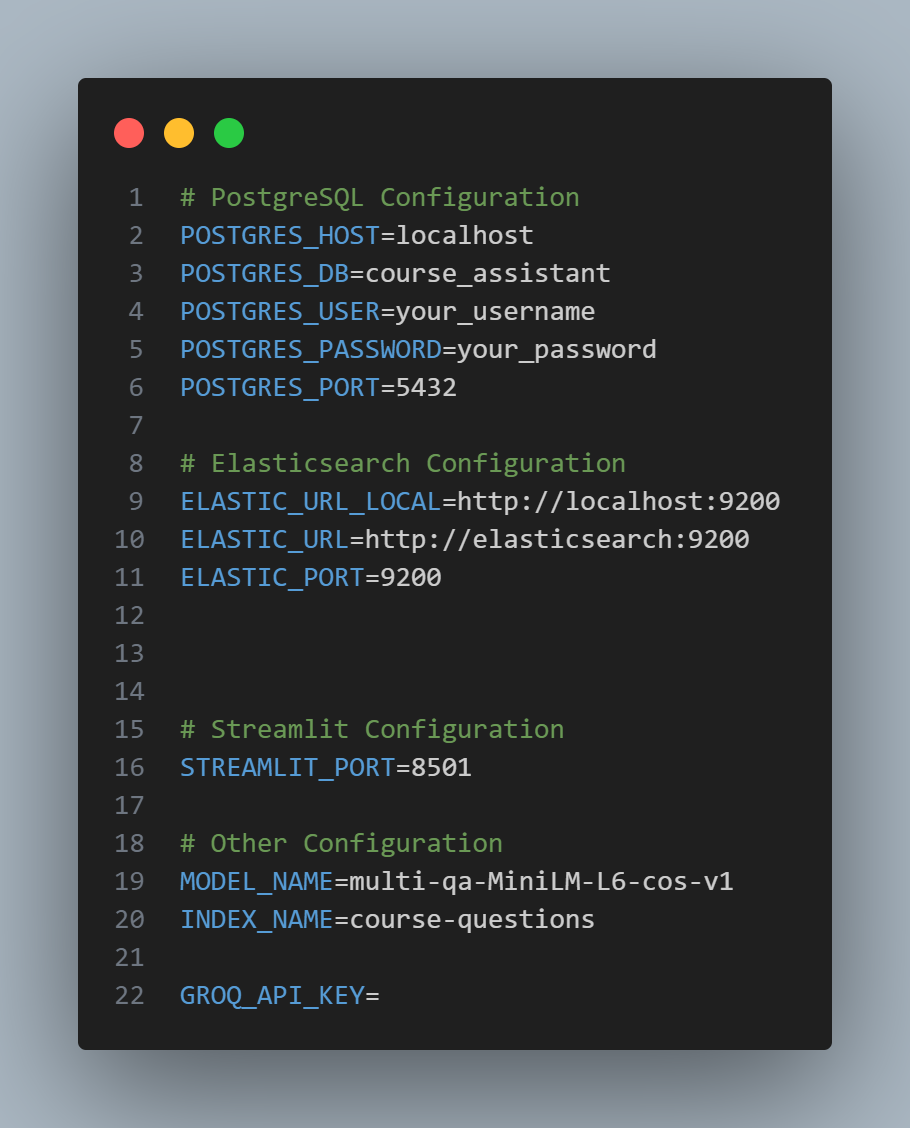 1 # PostgreSQL Configuration
2 POSTGRES_HOST=localhost
3 POSTGRES_DB=course_assistant
4 POSTGRES_USER=your_username
5 POSTGRES_PASSWORD=your_password
6 POSTGRES_PORT=5432
7
8 # Elasticsearch Configuration
9 ELASTIC_URL_LOCAL=http://localhost:9200
10 ELASTIC_URL=http://elasticsearch:9200
11 ELASTIC_PORT=9200
12
13
14
15 # Streamlit Configuration
16 STREAMLIT_PORT=8501
17
18 # Other Configuration
19 MODEL_NAME=multi-qa-MiniLM-L6-cos-v1
20 INDEX_NAME=course-questions
21
22 GROQ_API_KEY=